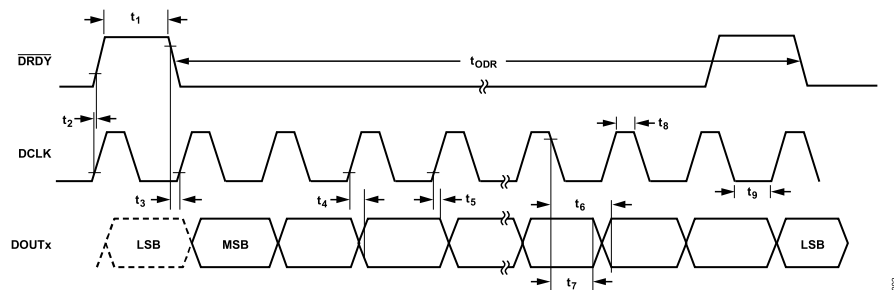 t1
DRDY
tODR
t2
t8
DCLK
t3
t4
t5
t6
t9
DOUTx
LSB
MSB
LSB
t7